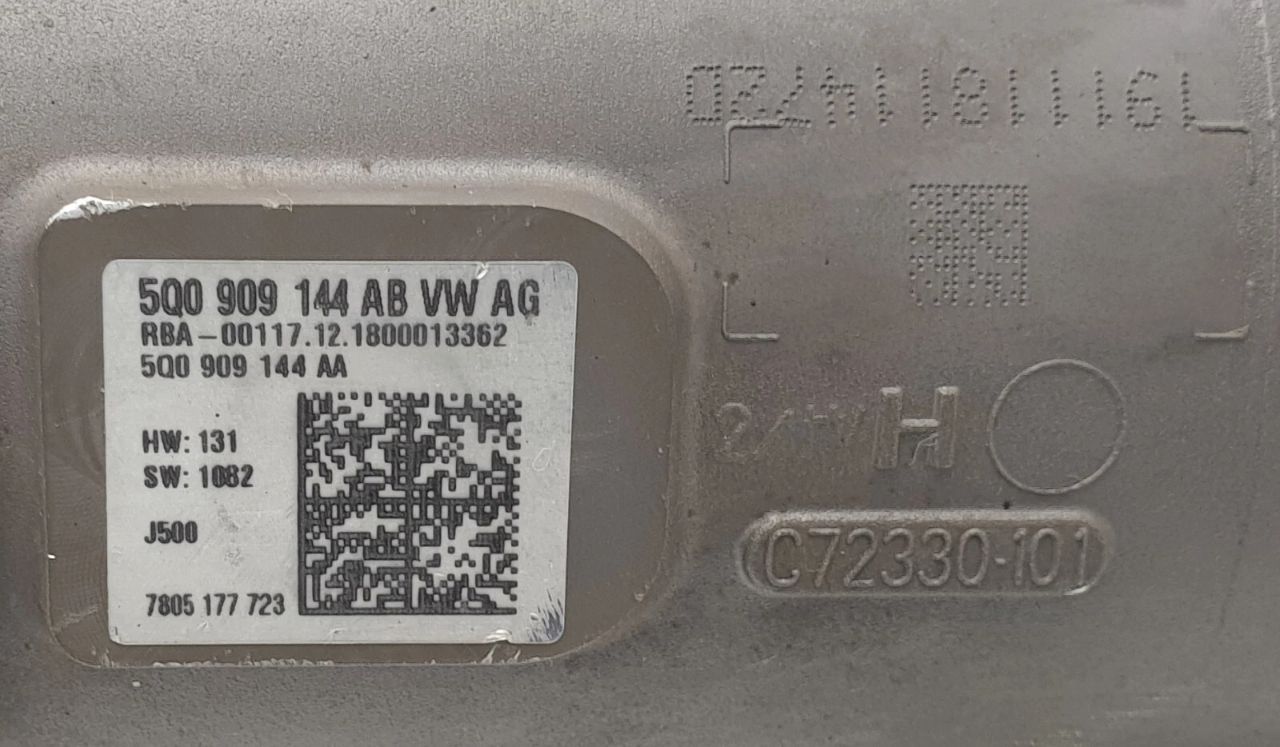 5Q0 909 144 AB VW AG
RBA-00117.12.1800013362
5Q0 909 144 AA
HW: 131
SW: 1082
J500
7805 177 723
H
C72330-101